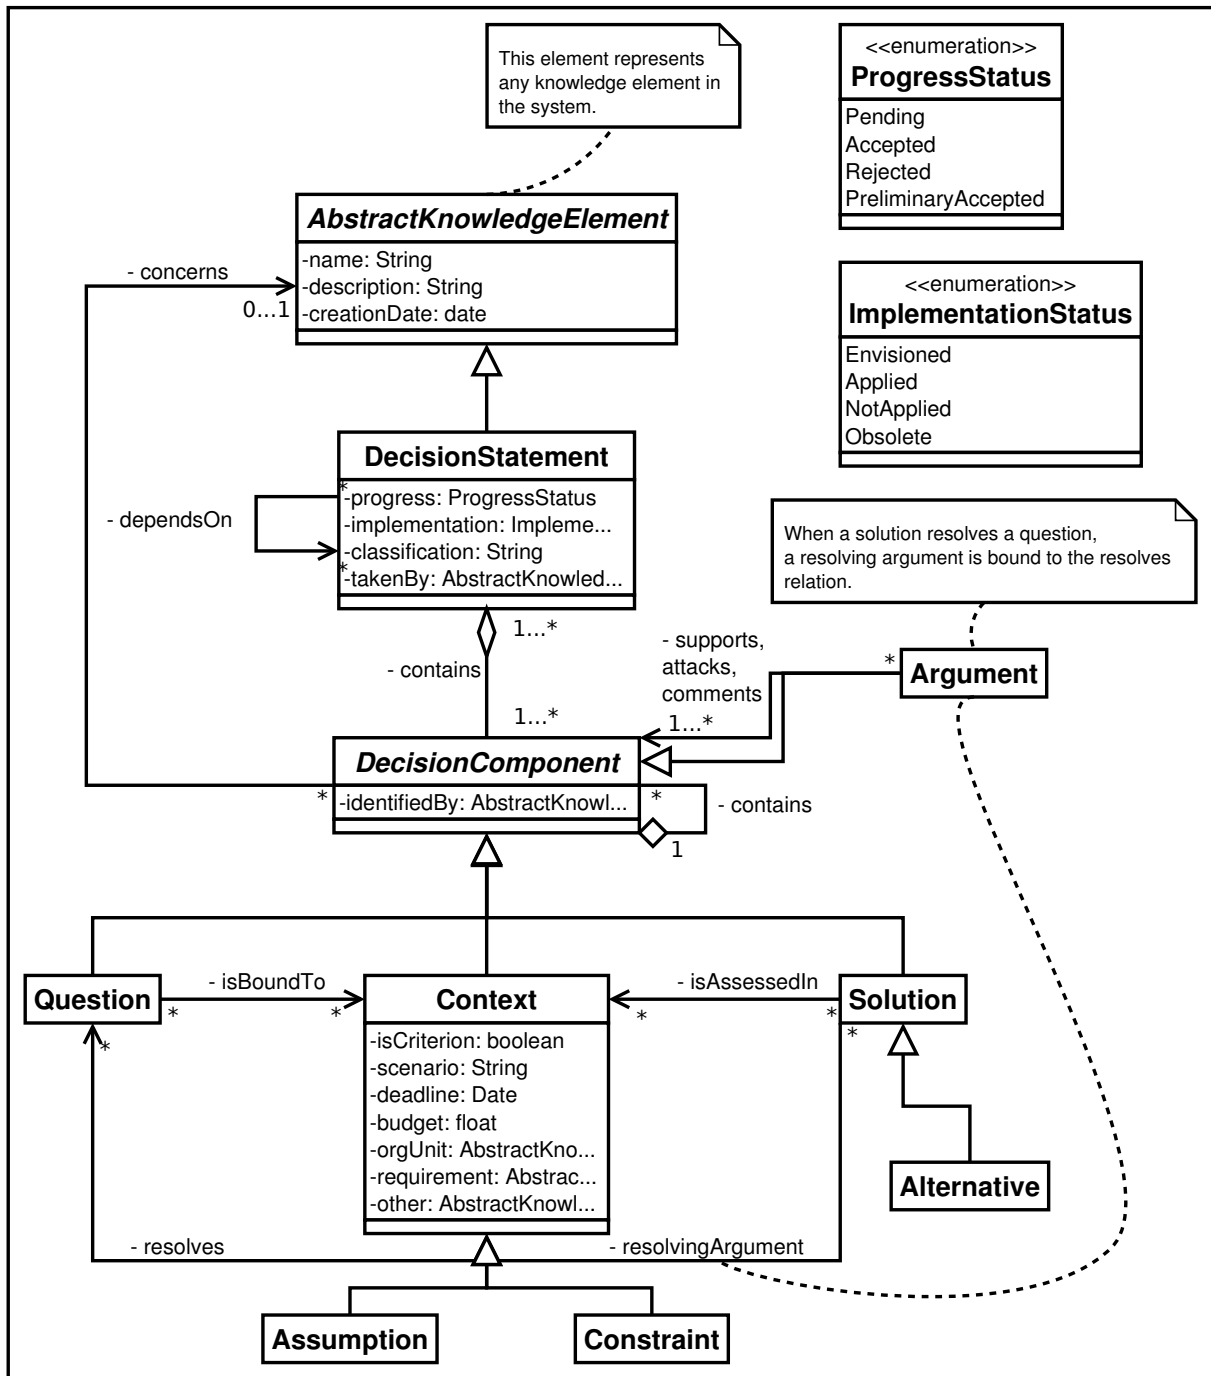 This element represents
any knowledge element in
the system.
<<enumeration>>
ProgressStatus
Pending
Accepted
Rejected
PreliminaryAccepted
AbstractKnowledgeElement
-name: String
-description: String
-creationDate: date
- concerns
0...1
<<enumeration>>
ImplementationStatus
Envisioned
Applied
NotApplied
Obsolete
DecisionStatement
*
-progress: ProgressStatus
-implementation: Impleme...
-classification: String
*
-takenBy: AbstractKnowled...
- dependsOn
When a solution resolves a question,
a resolving argument is bound to the resolves
relation.
1...*
- contains
1...*
- supports,
attacks,
comments
1...*
*
Argument
DecisionComponent
*
-identifiedBy: AbstractKnowl...
*
- contains
1
Question
- isBoundTo
*
*
*
Context
-isCriterion: boolean
-scenario: String
-deadline: Date
-budget: float
-orgUnit: AbstractKno...
-requirement: Abstrac...
-other: AbstractKnowl...
- isAssessedIn
*
*
*
Solution
Alternative
- resolves
- resolvingArgument
Assumption
Constraint